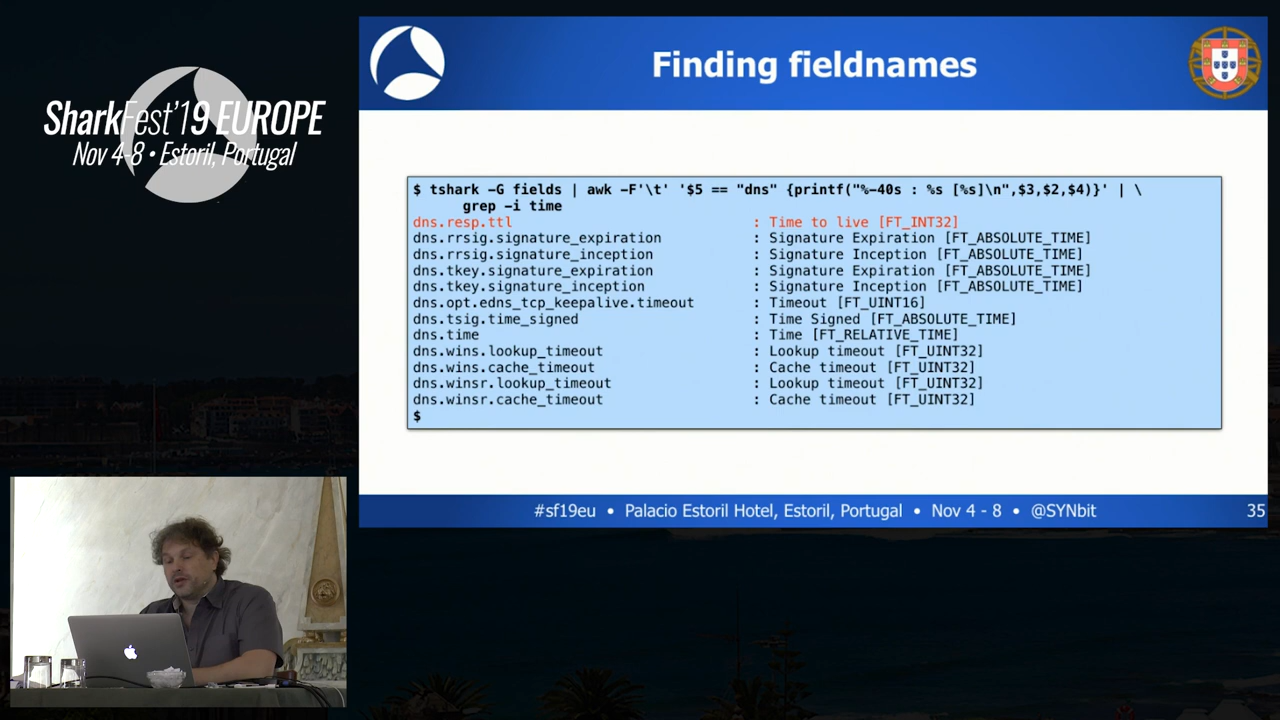 SharkFest'19 EUROPE
Nov 4-8 • Estoril, Portugal
Finding fieldnames
$ tshark -G fields | awk -F'\t' '$5 == "dns" {printf("%-40s : %s [%s]\n",$3,$2,$4)}' | \
grep -i time
dns.resp.ttl : Time to live [FT_INT32]
dns.rrsig.signature_expiration : Signature Expiration [FT_ABSOLUTE_TIME]
dns.rrsig.signature_inception : Signature Inception [FT_ABSOLUTE_TIME]
dns.tkey.signature_expiration : Signature Expiration [FT_ABSOLUTE_TIME]
dns.tkey.signature_inception : Signature Inception [FT_ABSOLUTE_TIME]
dns.opt.edns_tcp_keepalive.timeout : Timeout [FT_UINT16]
dns.tsig.time_signed : Time Signed [FT_ABSOLUTE_TIME]
dns.time : Time [FT_RELATIVE_TIME]
dns.wins.lookup_timeout : Lookup timeout [FT_UINT32]
dns.wins.cache_timeout : Cache timeout [FT_UINT32]
dns.winsr.lookup_timeout : Lookup timeout [FT_UINT32]
dns.winsr.cache_timeout : Cache timeout [FT_UINT32]
$
#sf19eu • Palacio Estoril Hotel, Estoril, Portugal • Nov 4 - 8 • @SYNbit 35